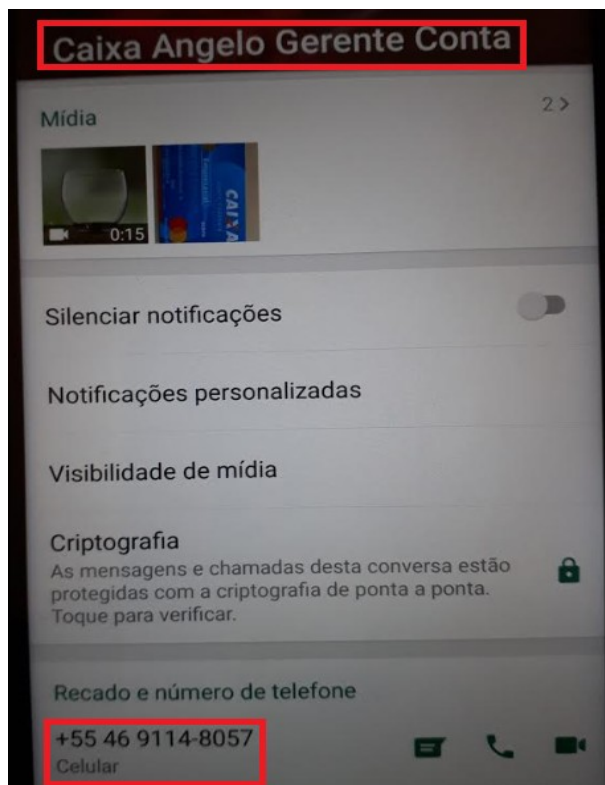 Caixa Angelo Gerente Conta
Mídia
2 >
CAIXA
0:15
Silenciar notificações
Notificações personalizadas
Visibilidade de mídia
Criptografia
As mensagens e chamadas desta conversa estão
protegidas com a criptografia de ponta a ponta.
Toque para verificar.
Recado e número de telefone
+55 46 9114-8057
Celular